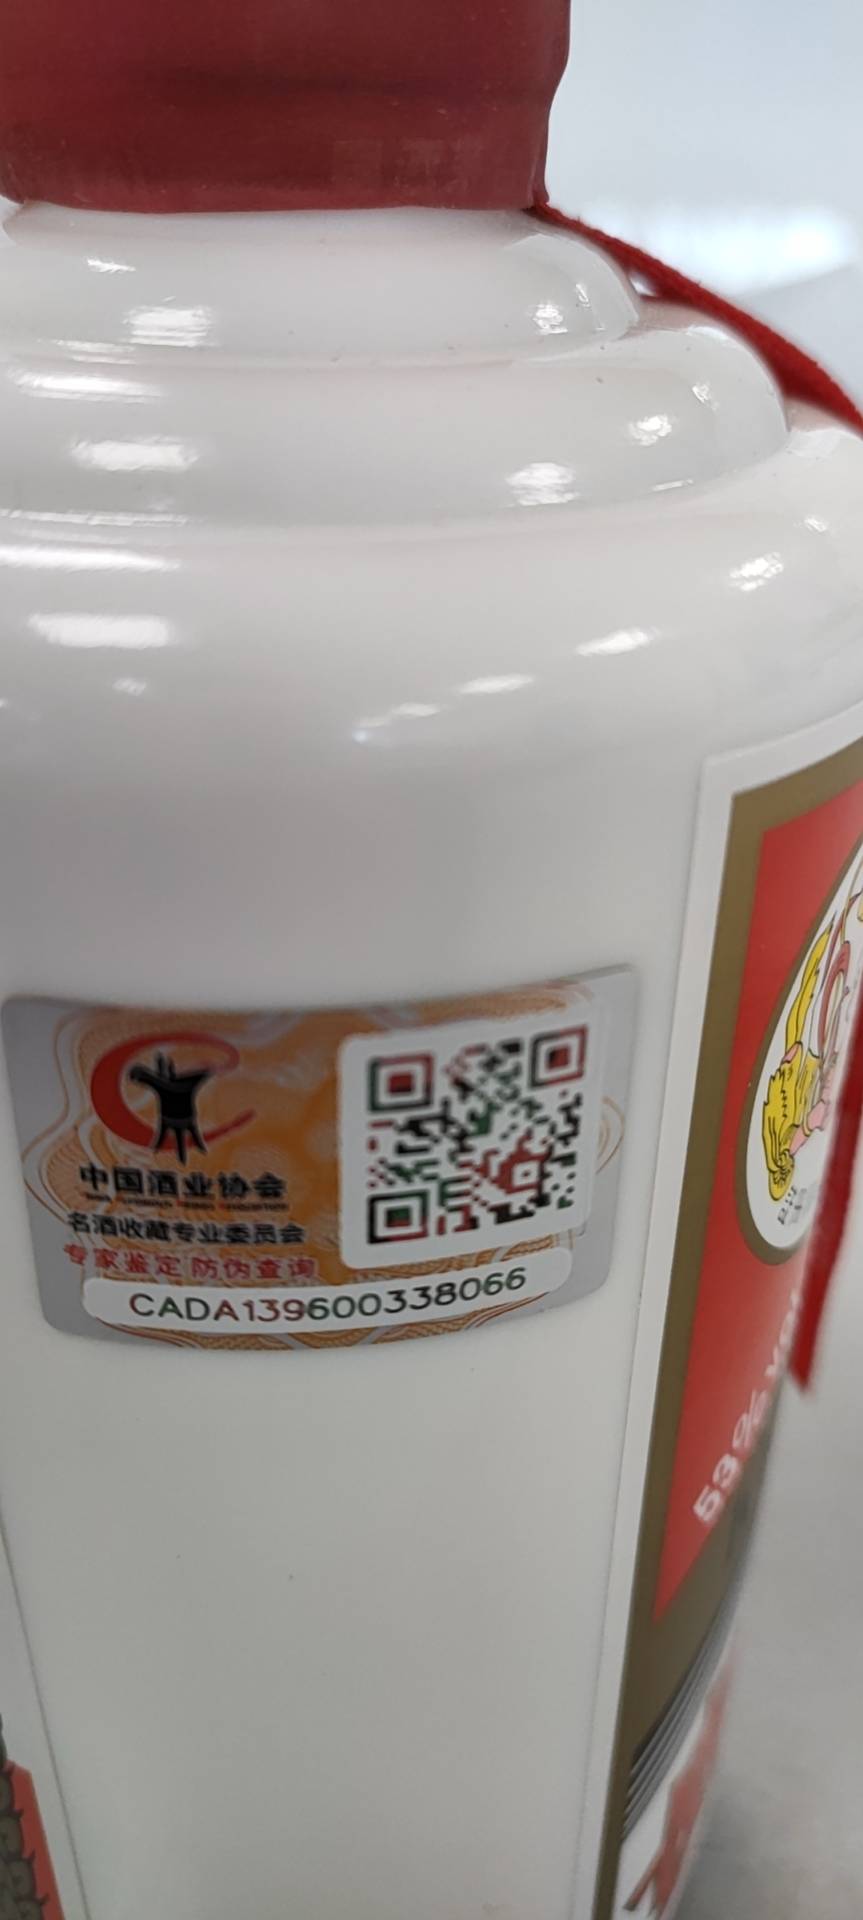 中国酒业协会
名酒收藏专业委员会
专家鉴定 防伪查询
CADA139600338066
53%